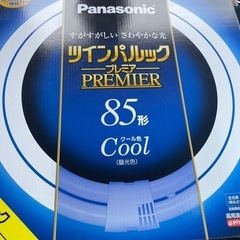 Panasonic
すがすがしい さわやかな光
ツインパルック
プレミア
PREMIER
85形
クール色
Cool
(昼光色)
ク